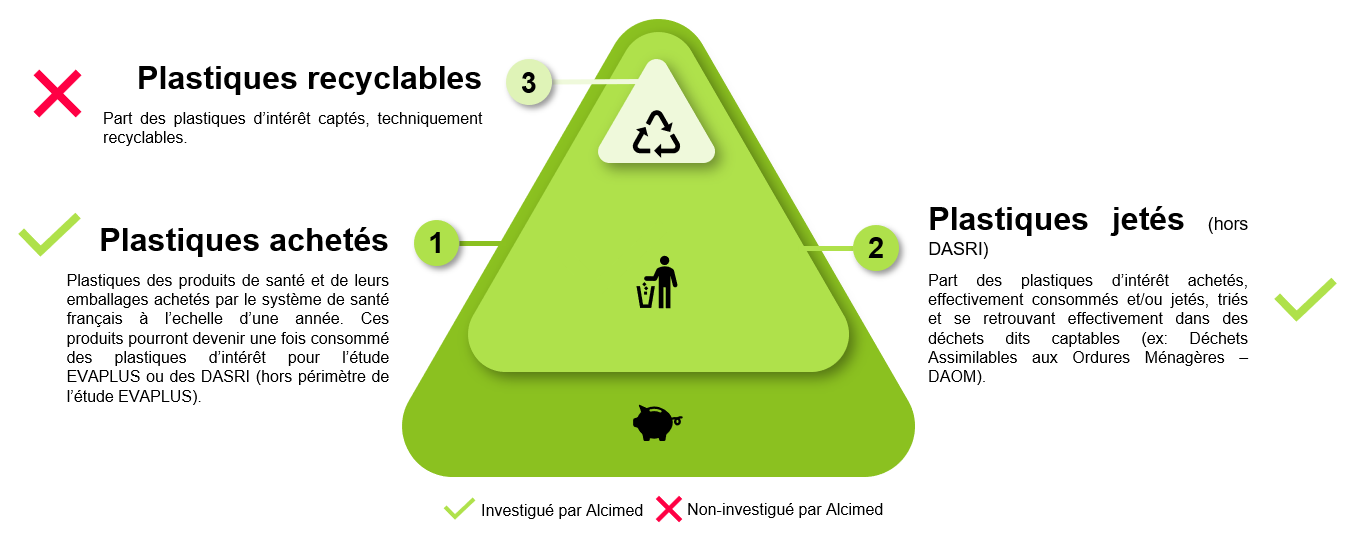 Plastiques recyclables
3
Part des plastiques d’intérêt captés, techniquement
recyclables.
Plastiques achetés
1
Plastiques des produits de santé et de leurs
emballages achetés par le système de santé
français à l’echelle d’une année. Ces
produits pourront devenir une fois consommé
des plastiques d’intérêt pour l’étude
EVAPLUS ou des DASRI (hors périmètre de
l’étude EVAPLUS).
2
Plastiques jetés (hors
DASRI)
Part des plastiques d’intérêt achetés,
effectivement consommés et/ou jetés, triés
et se retrouvant effectivement dans des
déchets dits captables (ex: Déchets
Assimilables aux Ordures Ménagères –
DAOM).
Investigué par Alcimed
Non-investigué par Alcimed